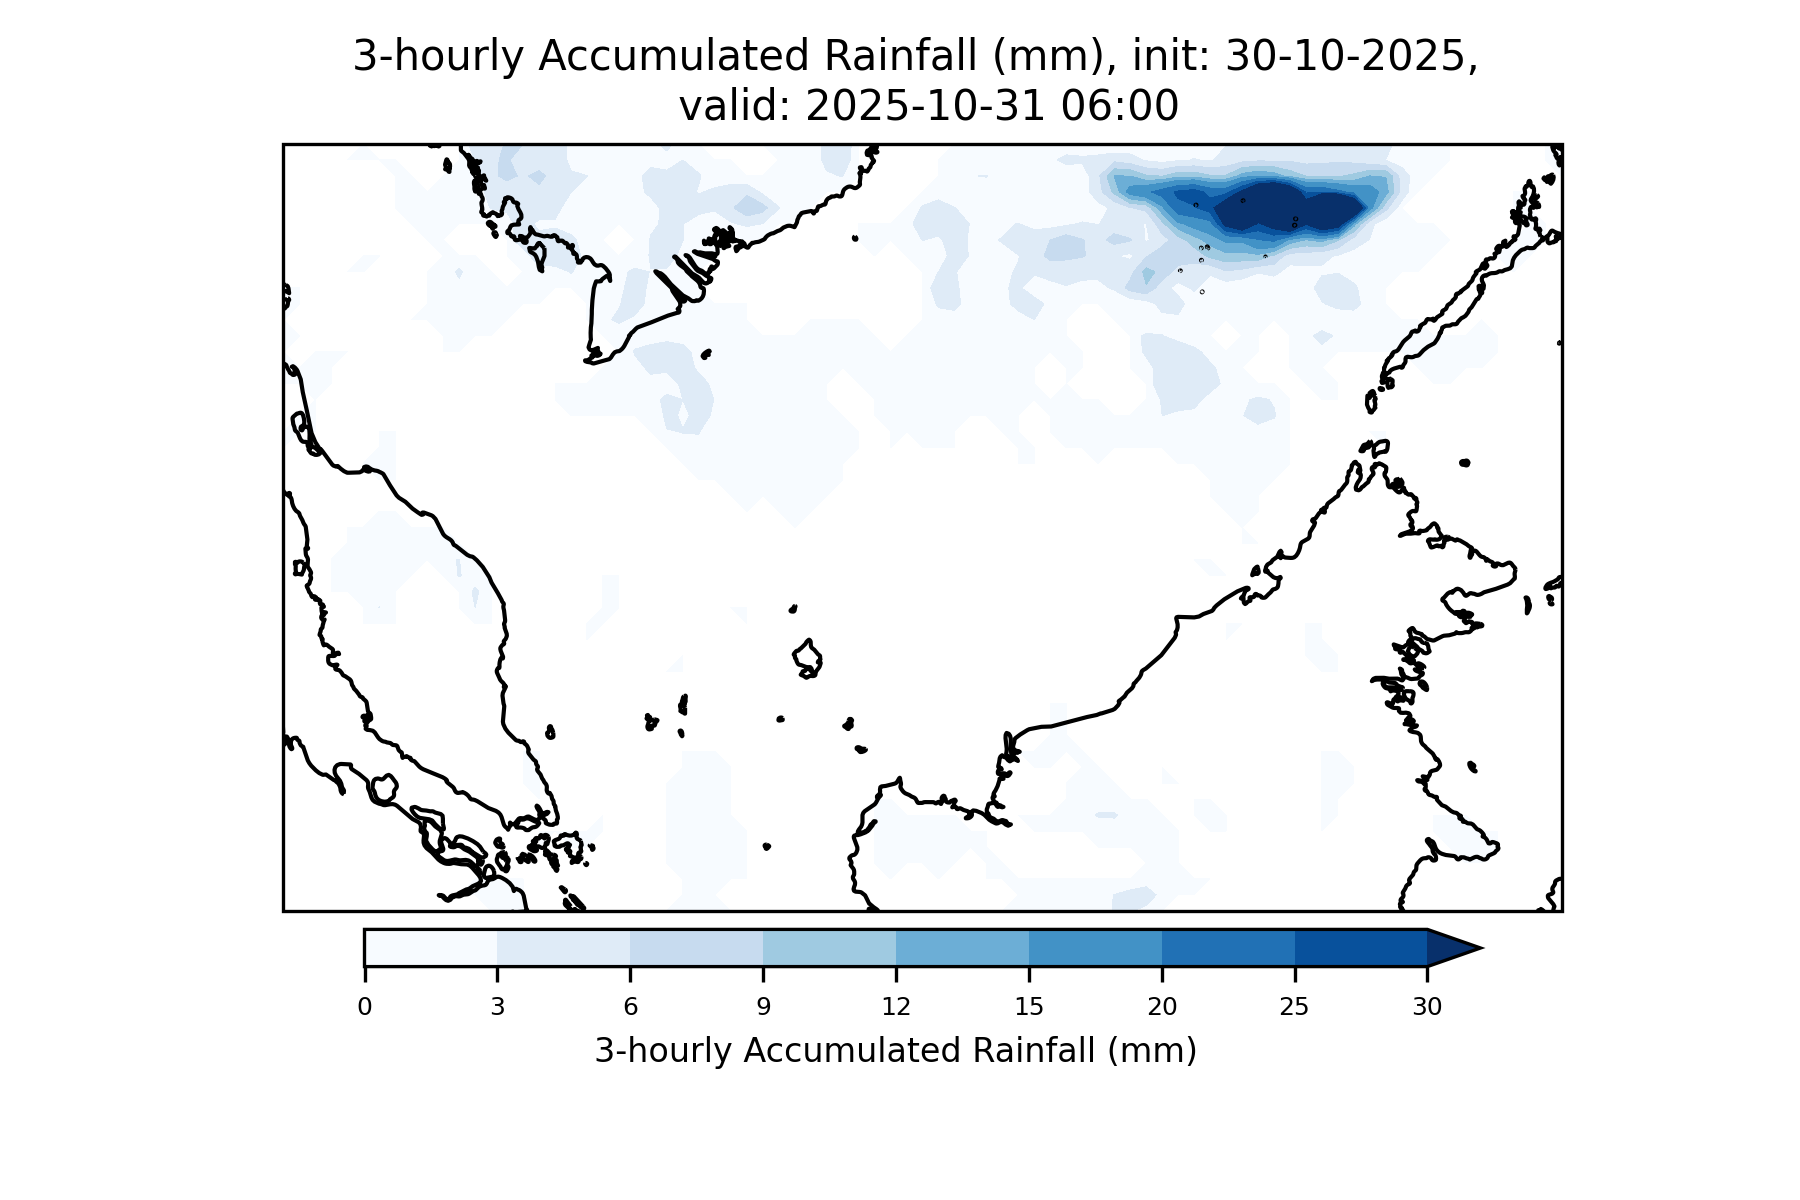 3-hourly Accumulated Rainfall (mm), init: 30-10-2025,
valid: 2025-10-31 06:00
0 3 6 9 12 15 20 25 30
3-hourly Accumulated Rainfall (mm)